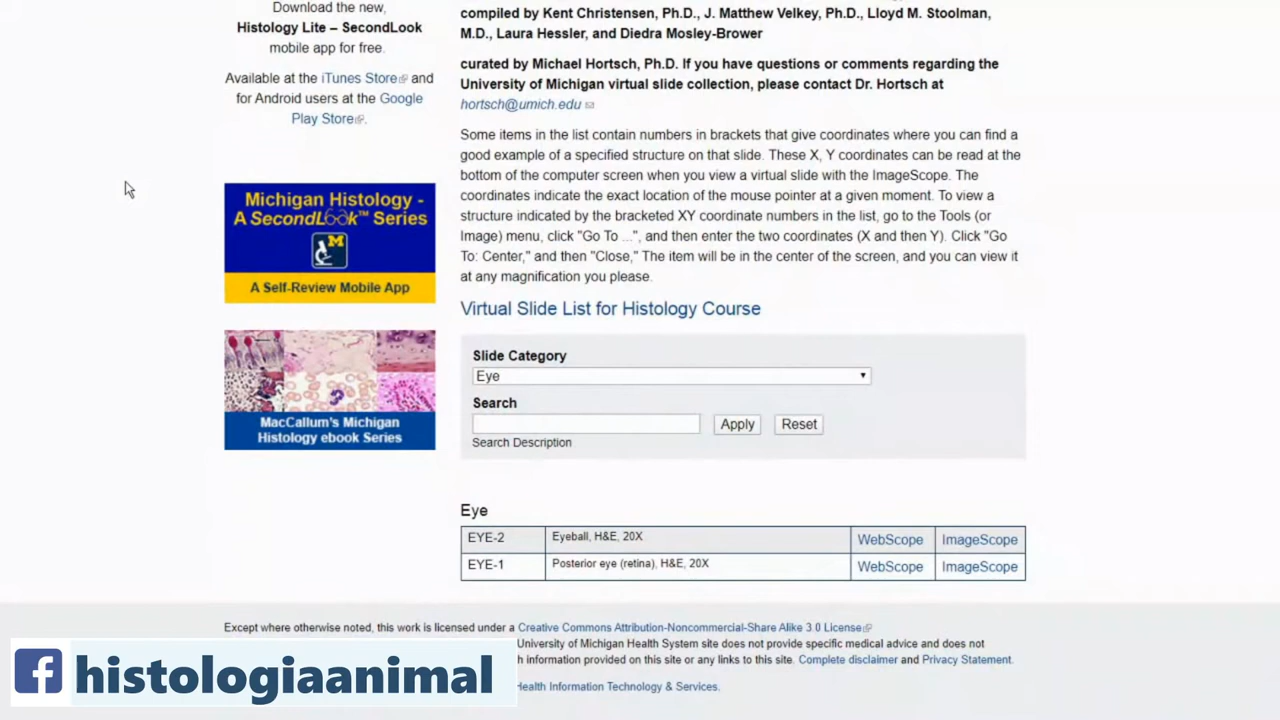 Download the new,
Histology Lite – SecondLook
mobile app for free.
Available at the iTunes Store and
for Android users at the Google
Play Store.
Michigan Histology -
A SecondLook™ Series
M
A Self-Review Mobile App
MacCallum's Michigan
Histology ebook Series
compiled by Kent Christensen, Ph.D., J. Matthew Velkey, Ph.D., Lloyd M. Stoolman,
M.D., Laura Hessler, and Diedra Mosley-Brower
curated by Michael Hortsch, Ph.D. If you have questions or comments regarding the
University of Michigan virtual slide collection, please contact Dr. Hortsch at
hortsch@umich.edu
Some items in the list contain numbers in brackets that give coordinates where you can find a
good example of a specified structure on that slide. These X, Y coordinates can be read at the
bottom of the computer screen when you view a virtual slide with the ImageScope. The
coordinates indicate the exact location of the mouse pointer at a given moment. To view a
structure indicated by the bracketed XY coordinate numbers in the list, go to the Tools (or
Image) menu, click "Go To ...", and then enter the two coordinates (X and then Y). Click "Go
To: Center," and then "Close," The item will be in the center of the screen, and you can view it
at any magnification you please.
Virtual Slide List for Histology Course
Slide Category
Eye
Search
Apply Reset
Search Description
Eye
EYE-2 Eyeball, H&E, 20X WebScope ImageScope
EYE-1 Posterior eye (retina), H&E, 20X WebScope ImageScope
Except where otherwise noted, this work is licensed under a Creative Commons Attribution-Noncommercial-Share Alike 3.0 License
University of Michigan Health System site does not provide specific medical advice and does not
information provided on this site or any links to this site. Complete disclaimer and Privacy Statement.
Health Information Technology & Services.
f histologiaanimal